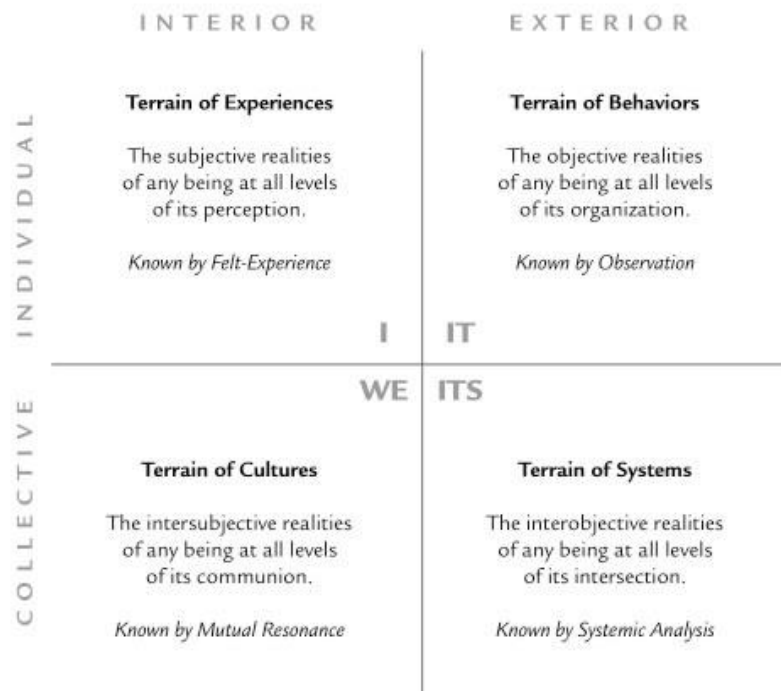 INTERIOR
EXTERIOR
INDIVIDUAL
Terrain of Experiences
The subjective realities
of any being at all levels
of its perception.
Known by Felt-Experience
I
Terrain of Behaviors
The objective realities
of any being at all levels
of its organization.
Known by Observation
IT
COLLECTIVE
WE
Terrain of Cultures
The intersubjective realities
of any being at all levels
of its communion.
Known by Mutual Resonance
ITS
Terrain of Systems
The interobjective realities
of any being at all levels
of its intersection.
Known by Systemic Analysis